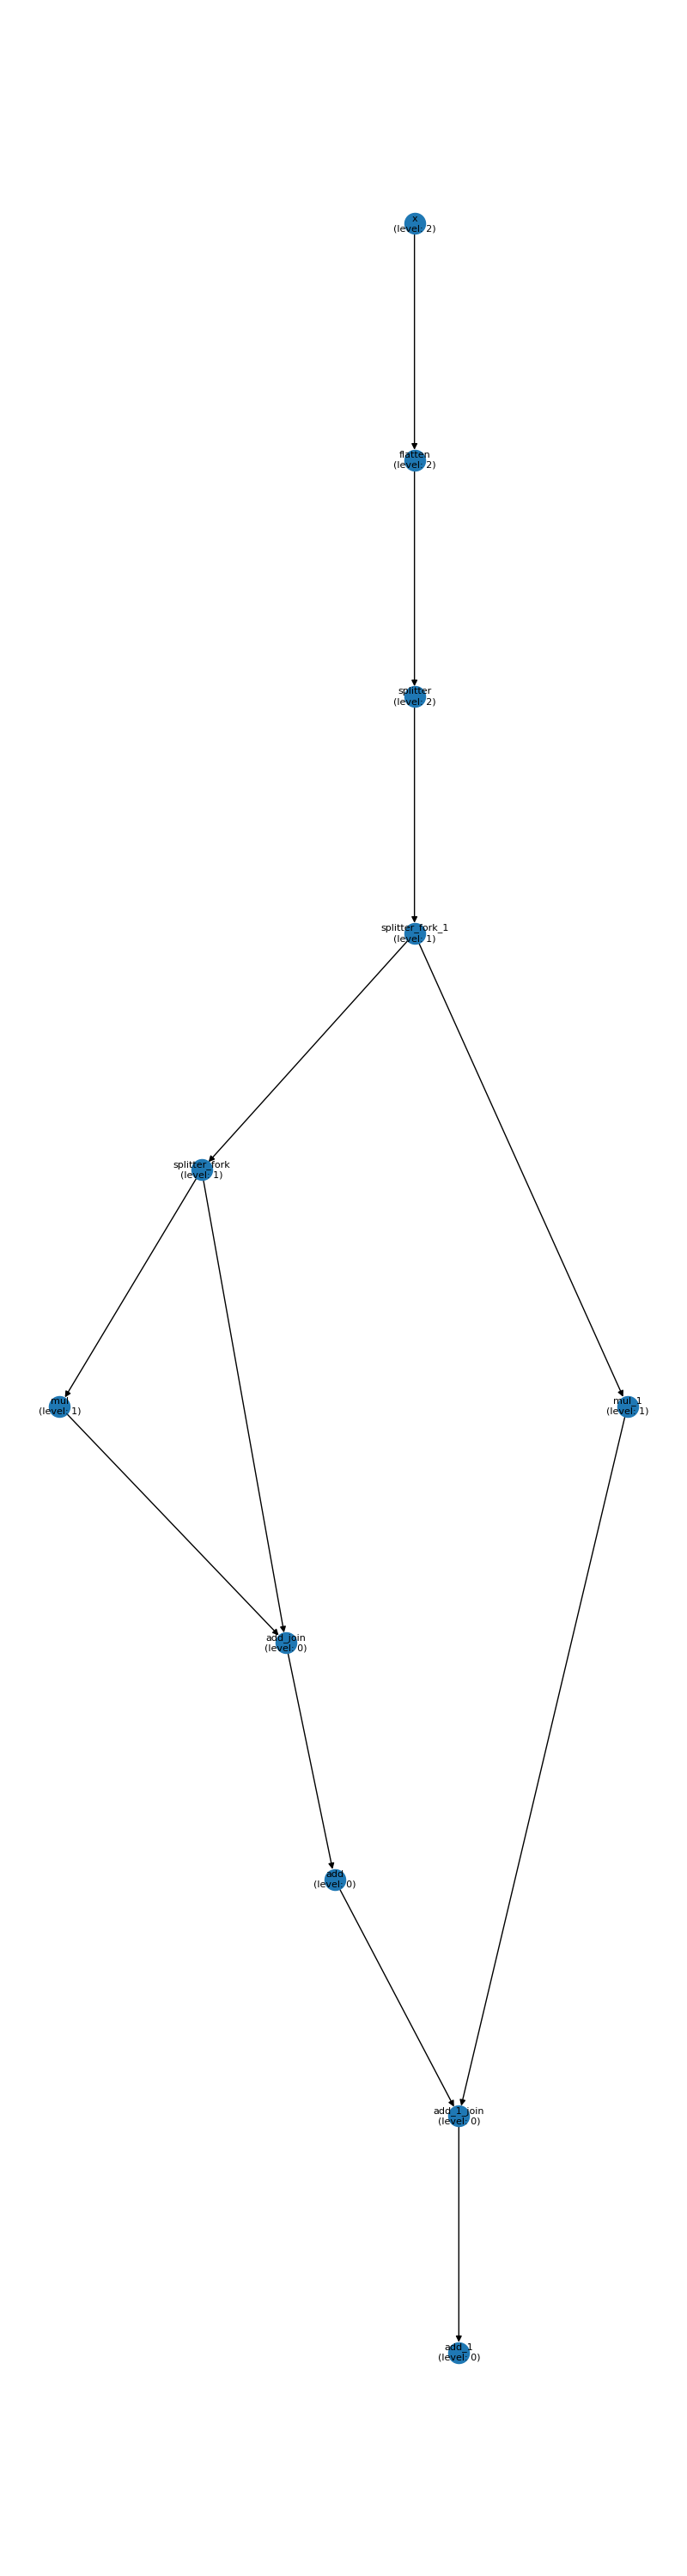 x
(level: 2)
flatten
(level: 2)
splitter
(level: 2)
splitter_fork_1
(level: 1)
splitter_fork
(level: 1)
mul
(level: 1)
mul_1
(level: 1)
add_join
(level: 0)
add
(level: 0)
add_1_join
(level: 0)
add_1
(level: 0)